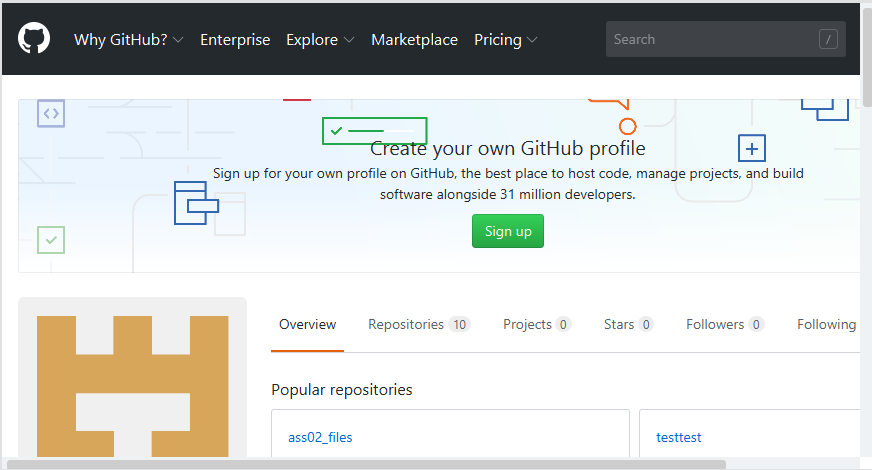 Why GitHub? Enterprise Explore Marketplace Pricing Search /
Create your own GitHub profile
Sign up for your own profile on GitHub, the best place to host code, manage projects, and build
software alongside 31 million developers.
Sign up
Overview Repositories 10 Projects 0 Stars 0 Followers 0 Following
Popular repositories
ass02_files testtest